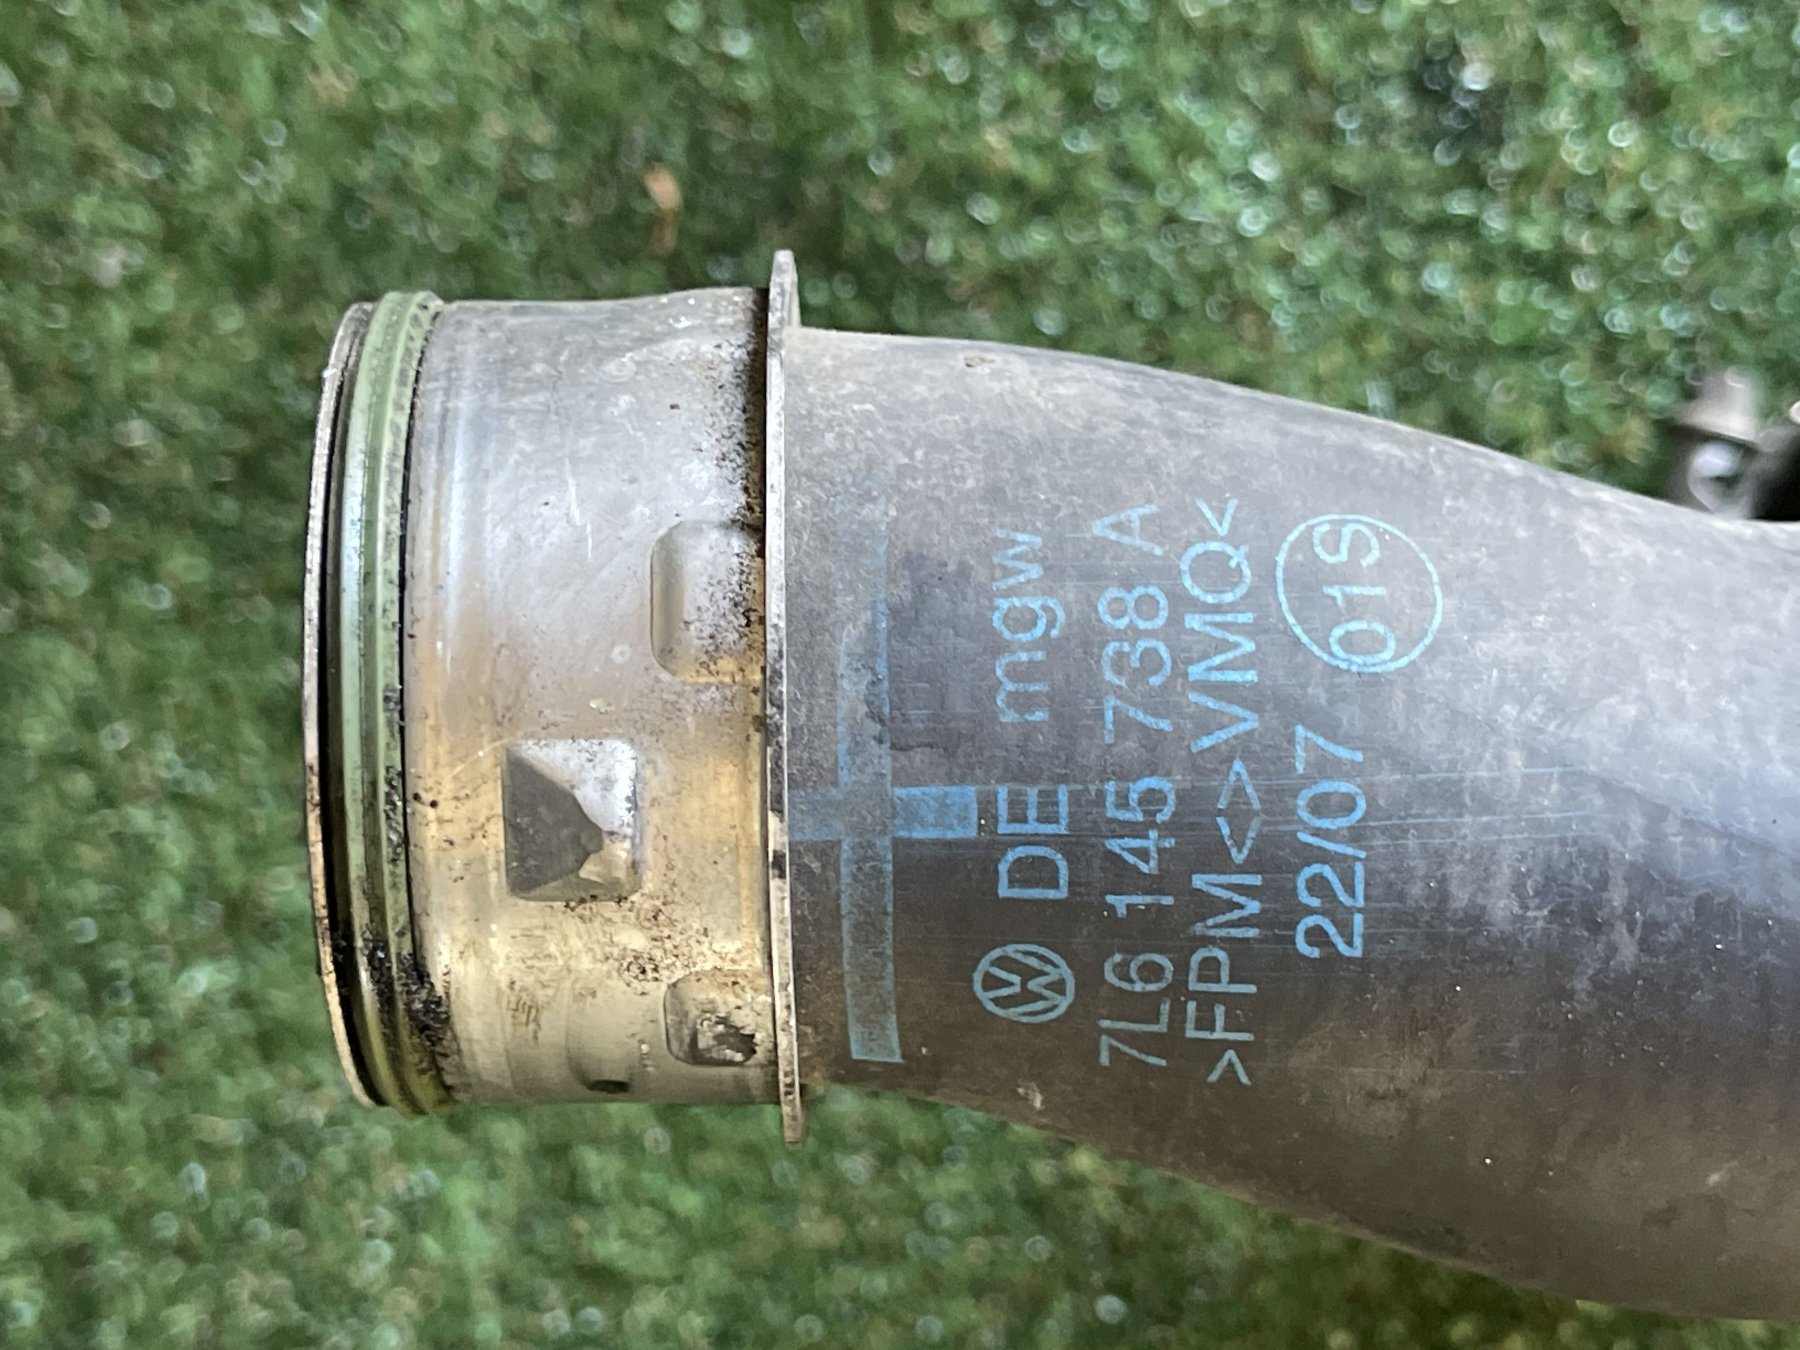 DE mgw
7L6 145 738 A
>FPM<>VMQ<
22/07 01S